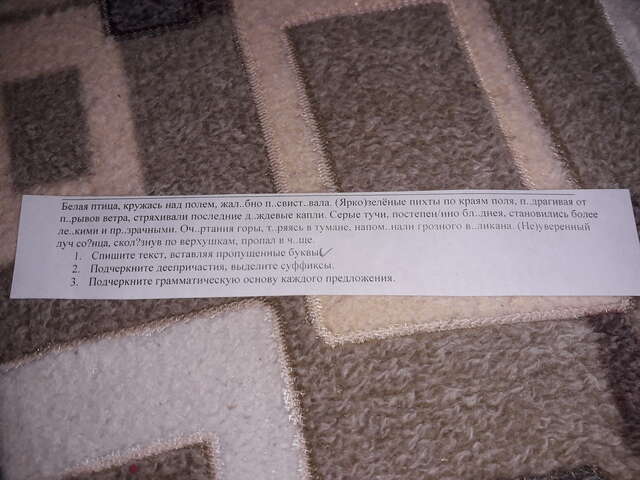 Белая птица, кружась над полем, жал..бно п..свист..вала. (Ярко)зелёные пихты по краям поля, п..драгивая от
п..рывов ветра, стряхивали последние д..ждевые капли. Серые тучи, постепен/нно бл..днея, становились более
ле..кими и пр..зрачными. Оч..ртания горы, т..ряясь в тумане, напом..нали грозного в..ликана. (Не)уверенный
луч со?нца, скол?знув по верхушкам, пропал в ч..ще.
1. Спишите текст, вставляя пропущенные буквы.
2. Подчеркните деепричастия, выделите суффиксы.
3. Подчеркните грамматическую основу каждого предложения.